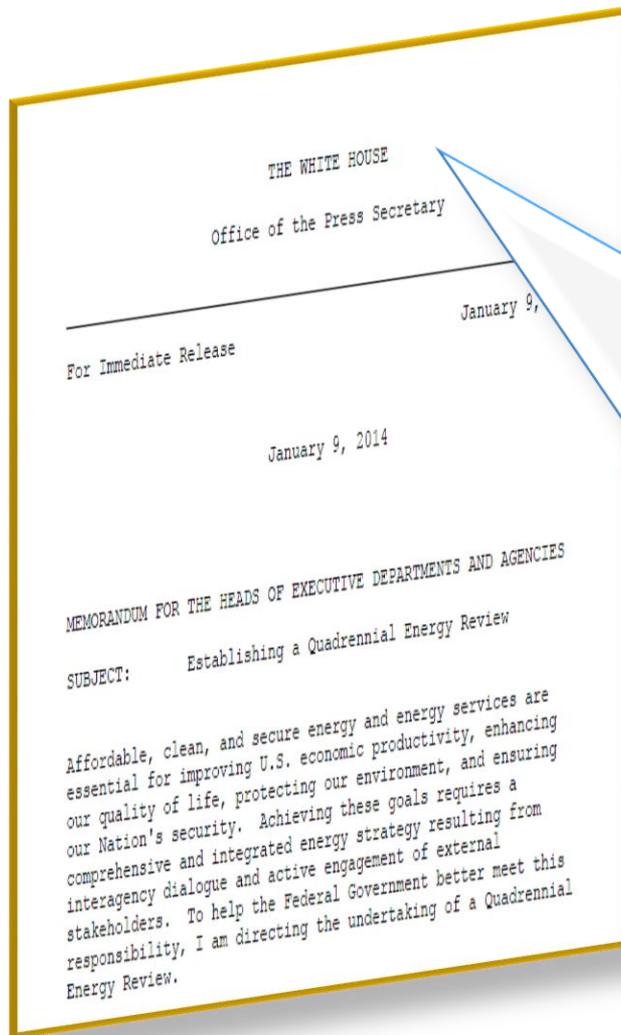 THE WHITE HOUSE
Office of the Press Secretary
January 9,
For Immediate Release
January 9, 2014
MEMORANDUM FOR THE HEADS OF EXECUTIVE DEPARTMENTS AND AGENCIES
SUBJECT: Establishing a Quadrennial Energy Review
Affordable, clean, and secure energy and energy services are
essential for improving U.S. economic productivity, enhancing
our quality of life, protecting our environment, and ensuring
our Nation's security. Achieving these goals requires a
comprehensive and integrated energy strategy resulting from
interagency dialogue and active engagement of external
stakeholders. To help the Federal Government better meet this
responsibility, I am directing the undertaking of a Quadrennial
Energy Review.